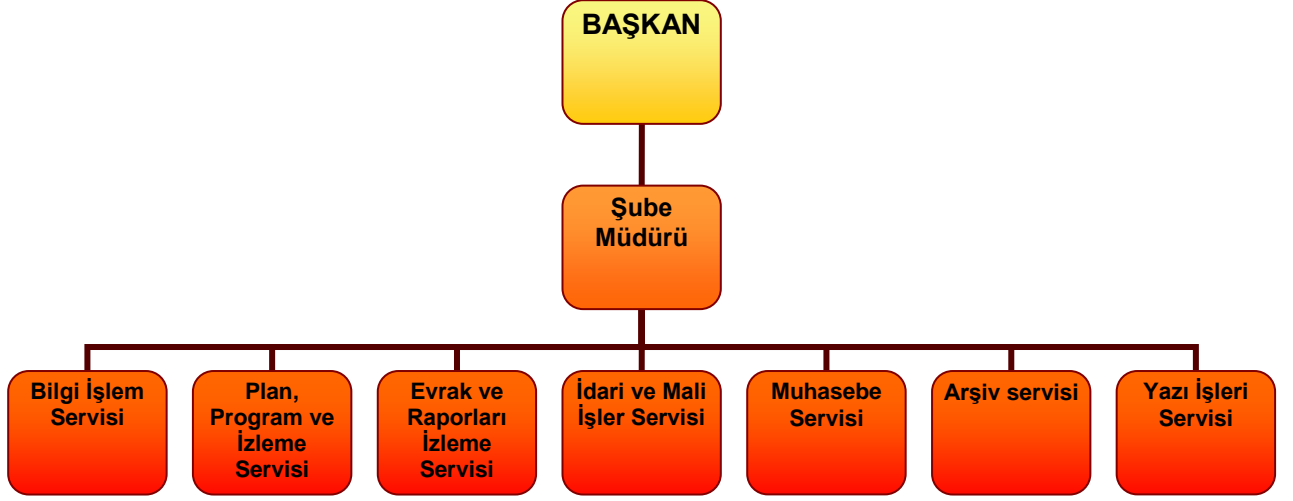 BAŞKAN
Şube
Müdürü
Bilgi İşlem
Servisi
Plan,
Program ve
İzleme
Servisi
Evrak ve
Raporları
İzleme
Servisi
İdari ve Mali
İşler Servisi
Muhasebe
Servisi
Arşiv servisi
Yazı İşleri
Servisi